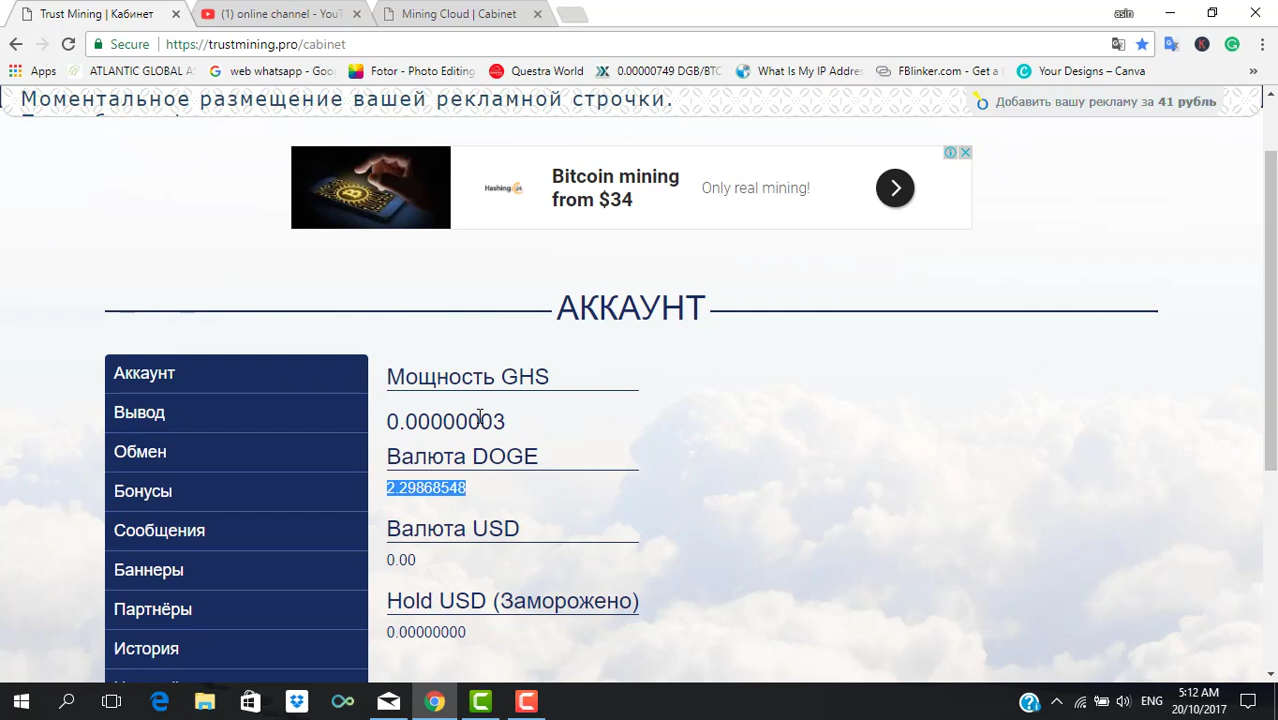 Trust Mining | Кабинет
(1) online channel - YouT
Mining Cloud | Cabinet
asin
Secure
https://trustmining.pro/cabinet
Apps
ATLANTIC GLOBAL AS
web whatsapp - Goo
Fotor - Photo Editing
Questra World
0.00000749 DGB/BTC
What Is My IP Addre
FBlinker.com - Get a
Your Designs – Canva
»
Моментальное размещение вашей рекламной строчки.
Добавить вашу рекламу за 41 рубль
Hashing24
Bitcoin mining
from $34
Only real mining!
АККАУНТ
Аккаунт
Вывод
Обмен
Бонусы
Сообщения
Баннеры
Партнёры
История
Мощность GHS
0.00000003
Валюта DOGE
2.29868548
Валюта USD
0.00
Hold USD (Заморожено)
0.00000000
ENG
5:12 AM
20/10/2017